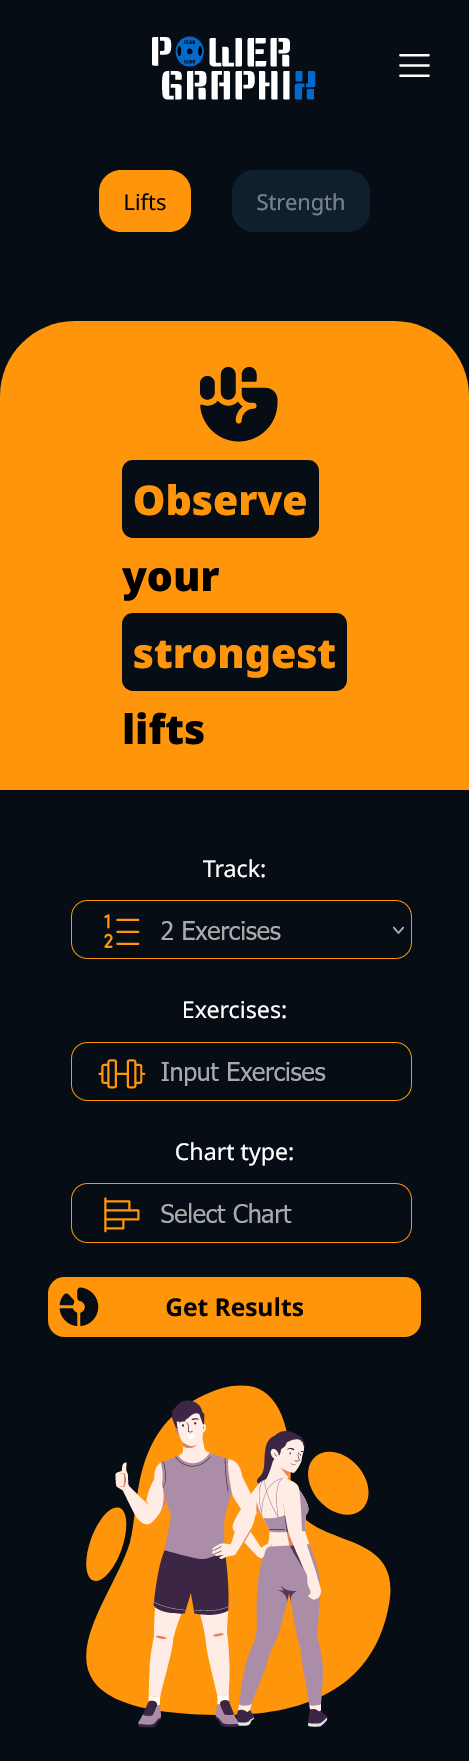 POWER
GRAPHIX
Lifts
Strength
Observe
your
strongest
lifts
Track:
2 Exercises
Exercises:
Input Exercises
Chart type:
Select Chart
Get Results